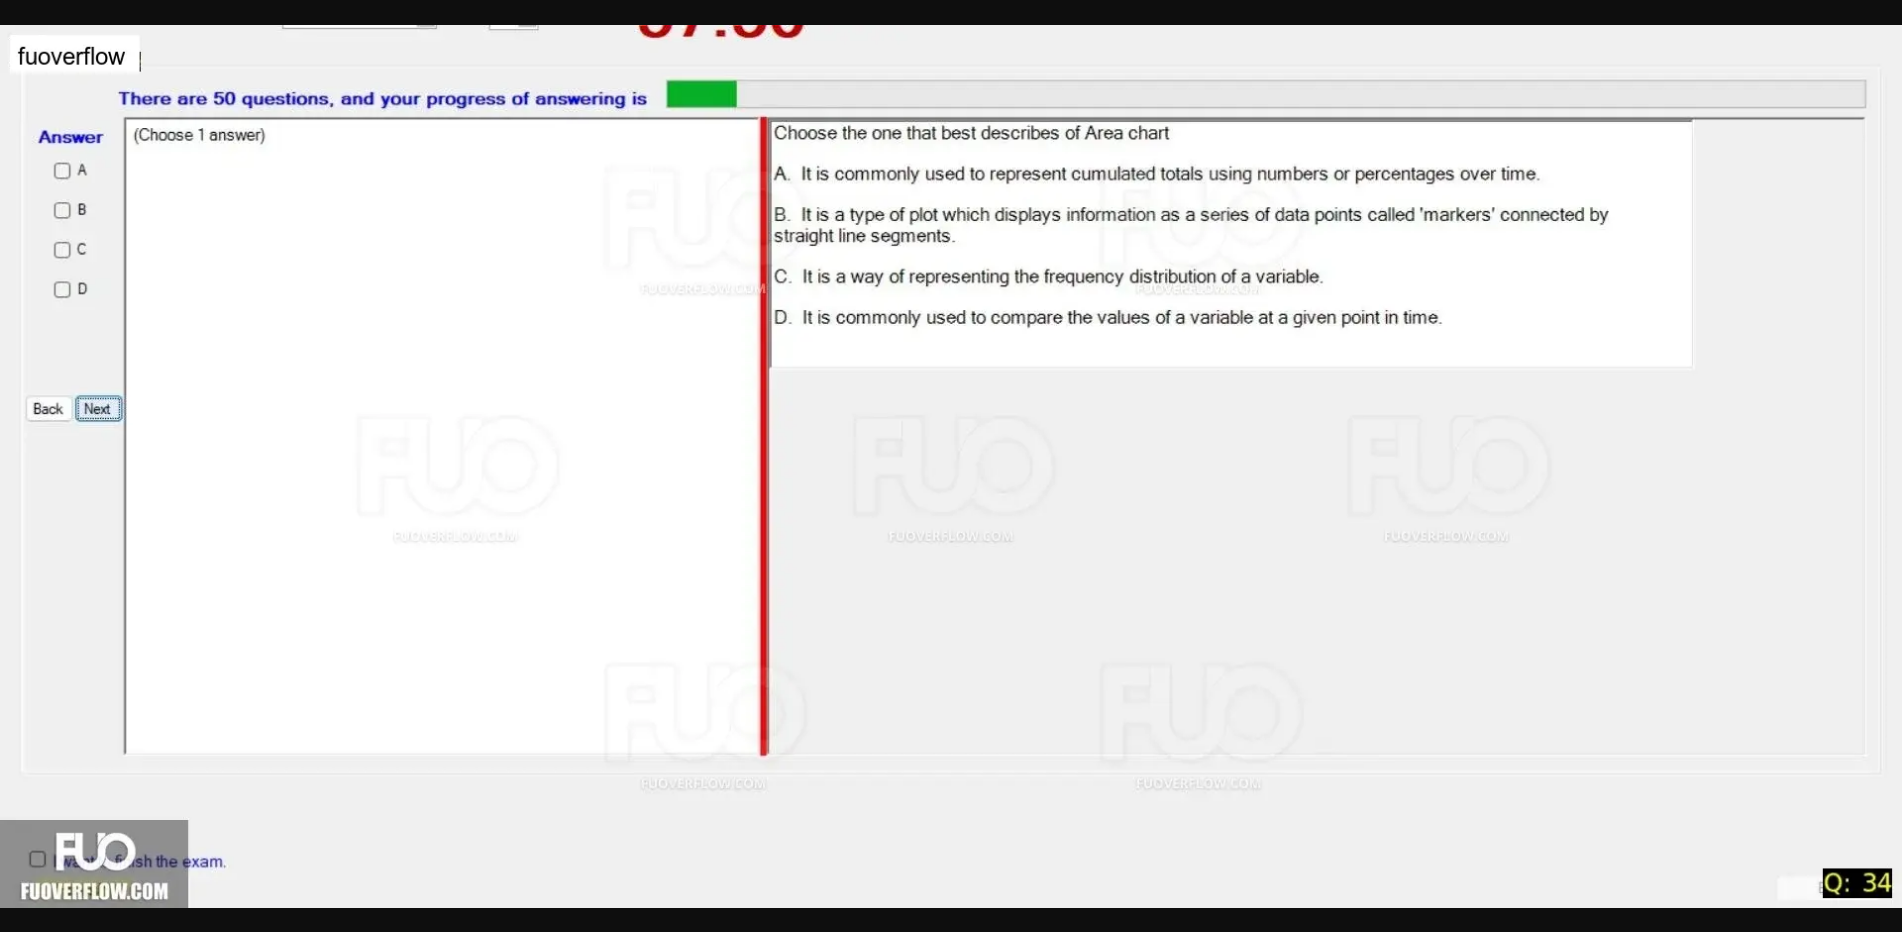 fuoverflow
There are 50 questions, and your progress of answering is
Answer
(Choose 1 answer)
A
B
C
D
Back
Next
Choose the one that best describes of Area chart
A. It is commonly used to represent cumulated totals using numbers or percentages over time.
B. It is a type of plot which displays information as a series of data points called 'markers' connected by
straight line segments.
C. It is a way of representing the frequency distribution of a variable.
D. It is commonly used to compare the values of a variable at a given point in time.
FUO
FUOVERFLOW.COM
FUO
FUOVERFLOW.COM
FUO
FUOVERFLOW.COM
FUO
FUOVERFLOW.COM
FUO
FUOVERFLOW.COM
FUO
FUOVERFLOW.COM
FUO
FUOVERFLOW.COM
the exam.
FUO
FUOVERFLOW.COM
Q: 34